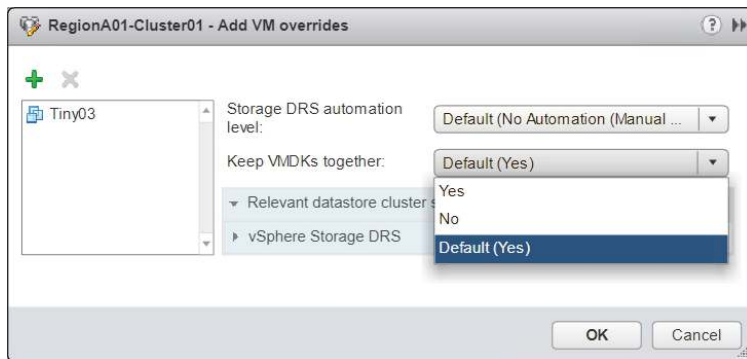 RegionA01-Cluster01 - Add VM overrides
Tiny03
Storage DRS automation
level:
Default (No Automation (Manual ...
Keep VMDKs together:
Default (Yes)
Yes
No
Default (Yes)
Relevant datastore cluster
vSphere Storage DRS
OK
Cancel